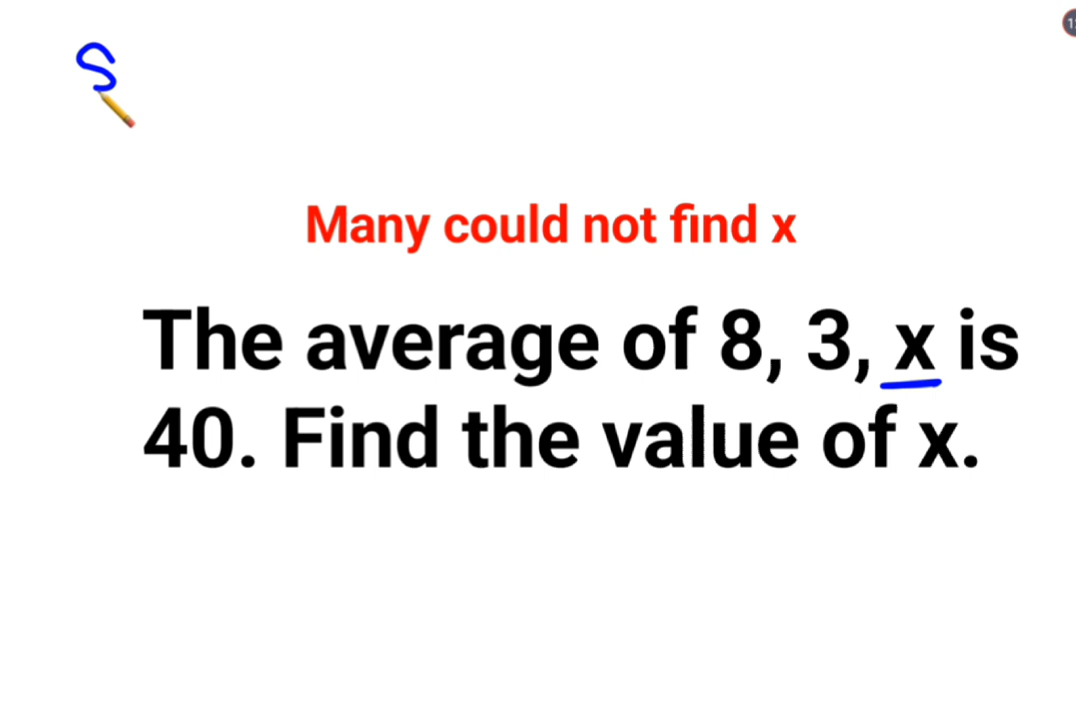 S
Many could not find x
The average of 8, 3, x is
40. Find the value of x.